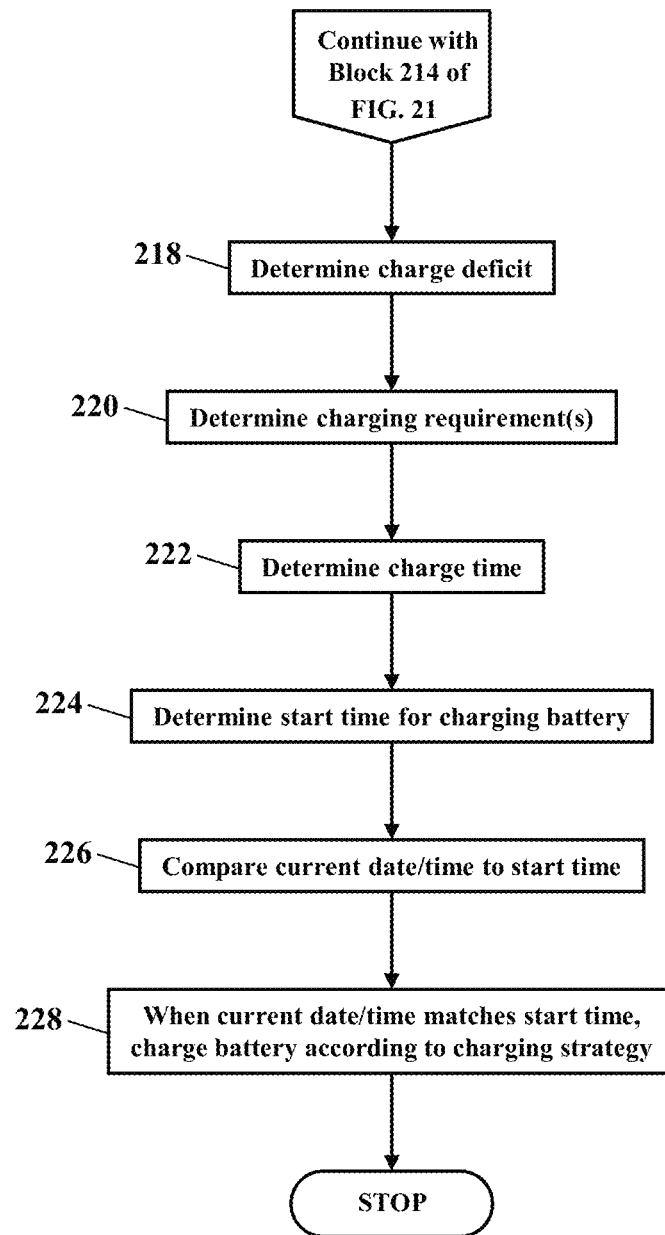 Continue with
Block 214 of
FIG. 21
218
Determine charge deficit
220
Determine charging requirement(s)
222
Determine charge time
224
Determine start time for charging battery
226
Compare current date/time to start time
228
When current date/time matches start time,
charge battery according to charging strategy
STOP